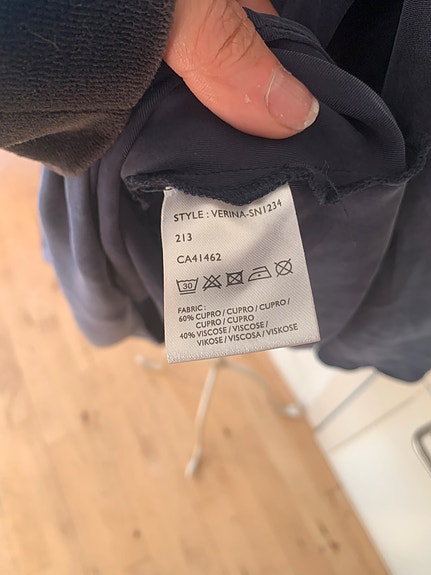 STYLE : VERINA-SN1234
213
CA41462
30
FABRIC :
60% CUPRO / CUPRO / CUPRO /
CUPRO / CUPRO
40% VISCOSE / VISCOSE /
VIKOSE / VISCOSA / VISKOSE